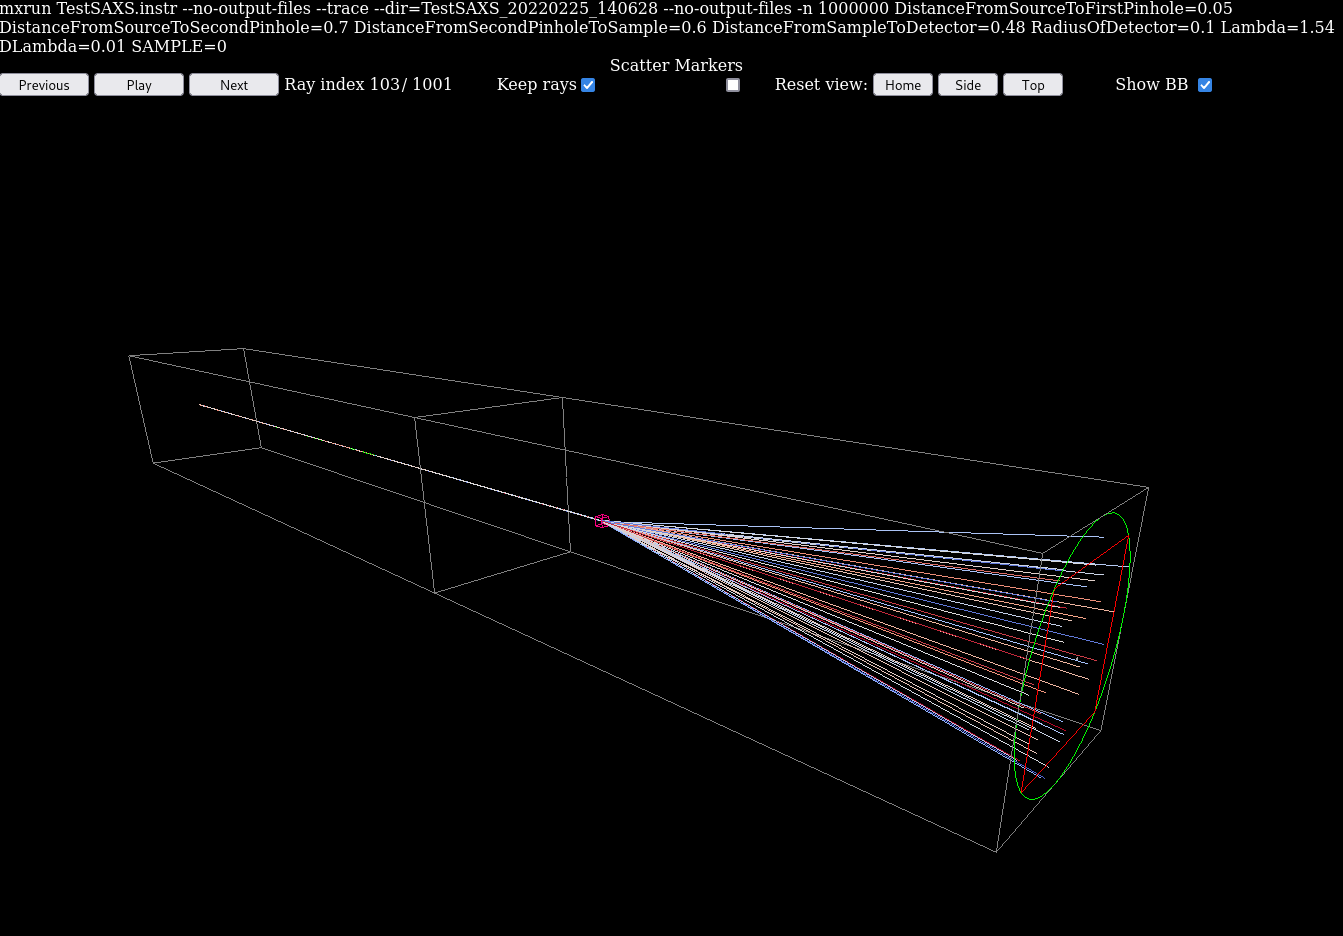 mxrun TestSAXS.instr --no-output-files --trace --dir=TestSAXS_20220225_140628 --no-output-files -n 1000000 DistanceFromSourceToFirstPinhole=0.05
DistanceFromSourceToSecondPinhole=0.7 DistanceFromSecondPinholeToSample=0.6 DistanceFromSampleToDetector=0.48 RadiusOfDetector=0.1 Lambda=1.54
DLambda=0.01 SAMPLE=0
Scatter Markers
Previous Play Next Ray index 103/ 1001 Keep rays Reset view: Home Side Top Show BB